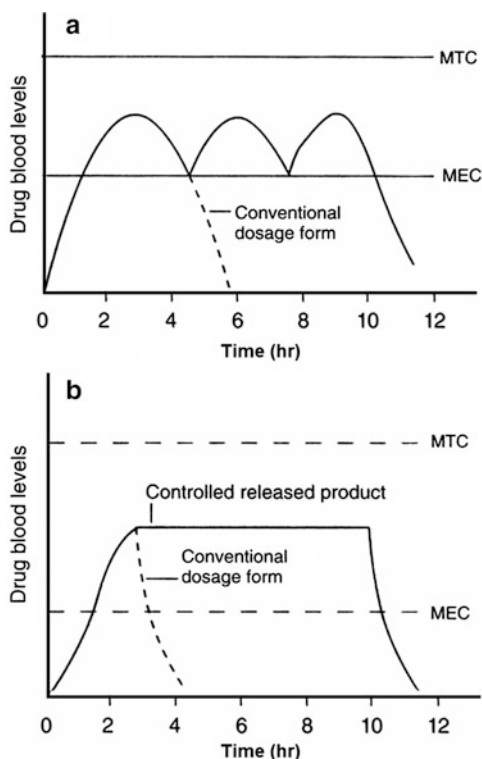 a
MTC
Drug blood levels
MEC
Conventional
dosage form
0 2 4 6 8 10 12
Time (hr)
b
MTC
Controlled released product
Drug blood levels
Conventional
dosage form
MEC
0 2 4 6 8 10 12
Time (hr)